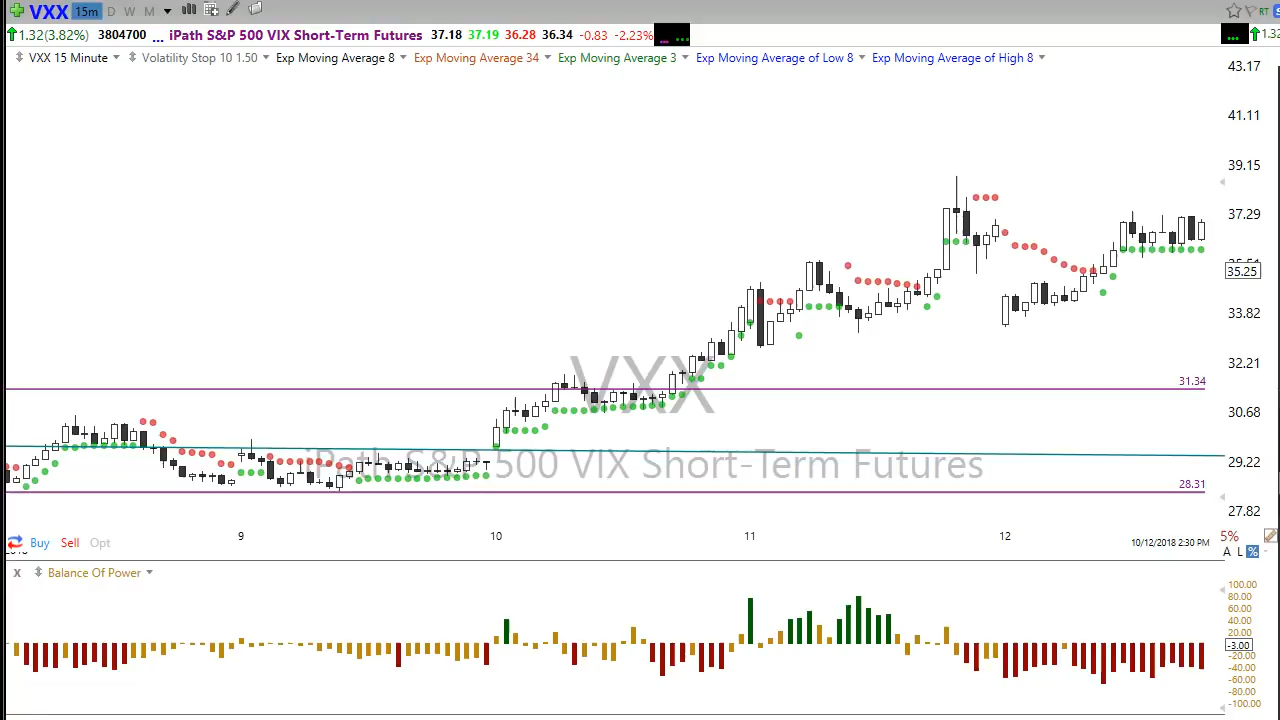 VXX 15m D W M
1.32(3.82%) 3804700 ... iPath S&P 500 VIX Short-Term Futures 37.18 37.19 36.28 36.34 -0.83 -2.23% ... ... ... 1.32
RT
VXX 15 Minute Volatility Stop 10 1.50 Exp Moving Average 8 Exp Moving Average 34 Exp Moving Average 3 Exp Moving Average of Low 8 Exp Moving Average of High 8
43.17
41.11
39.15
37.29
35.25
33.82
32.21
31.34
30.68
29.22
28.31
27.82
VXX
iPath S&P 500 VIX Short-Term Futures
9 10 11 12
Buy Sell Opt
10/12/2018 2:30 PM
5%
A L %
X Balance Of Power
100.00
80.00
60.00
40.00
20.00
-3.00
-20.00
-40.00
-60.00
-80.00
-100.00